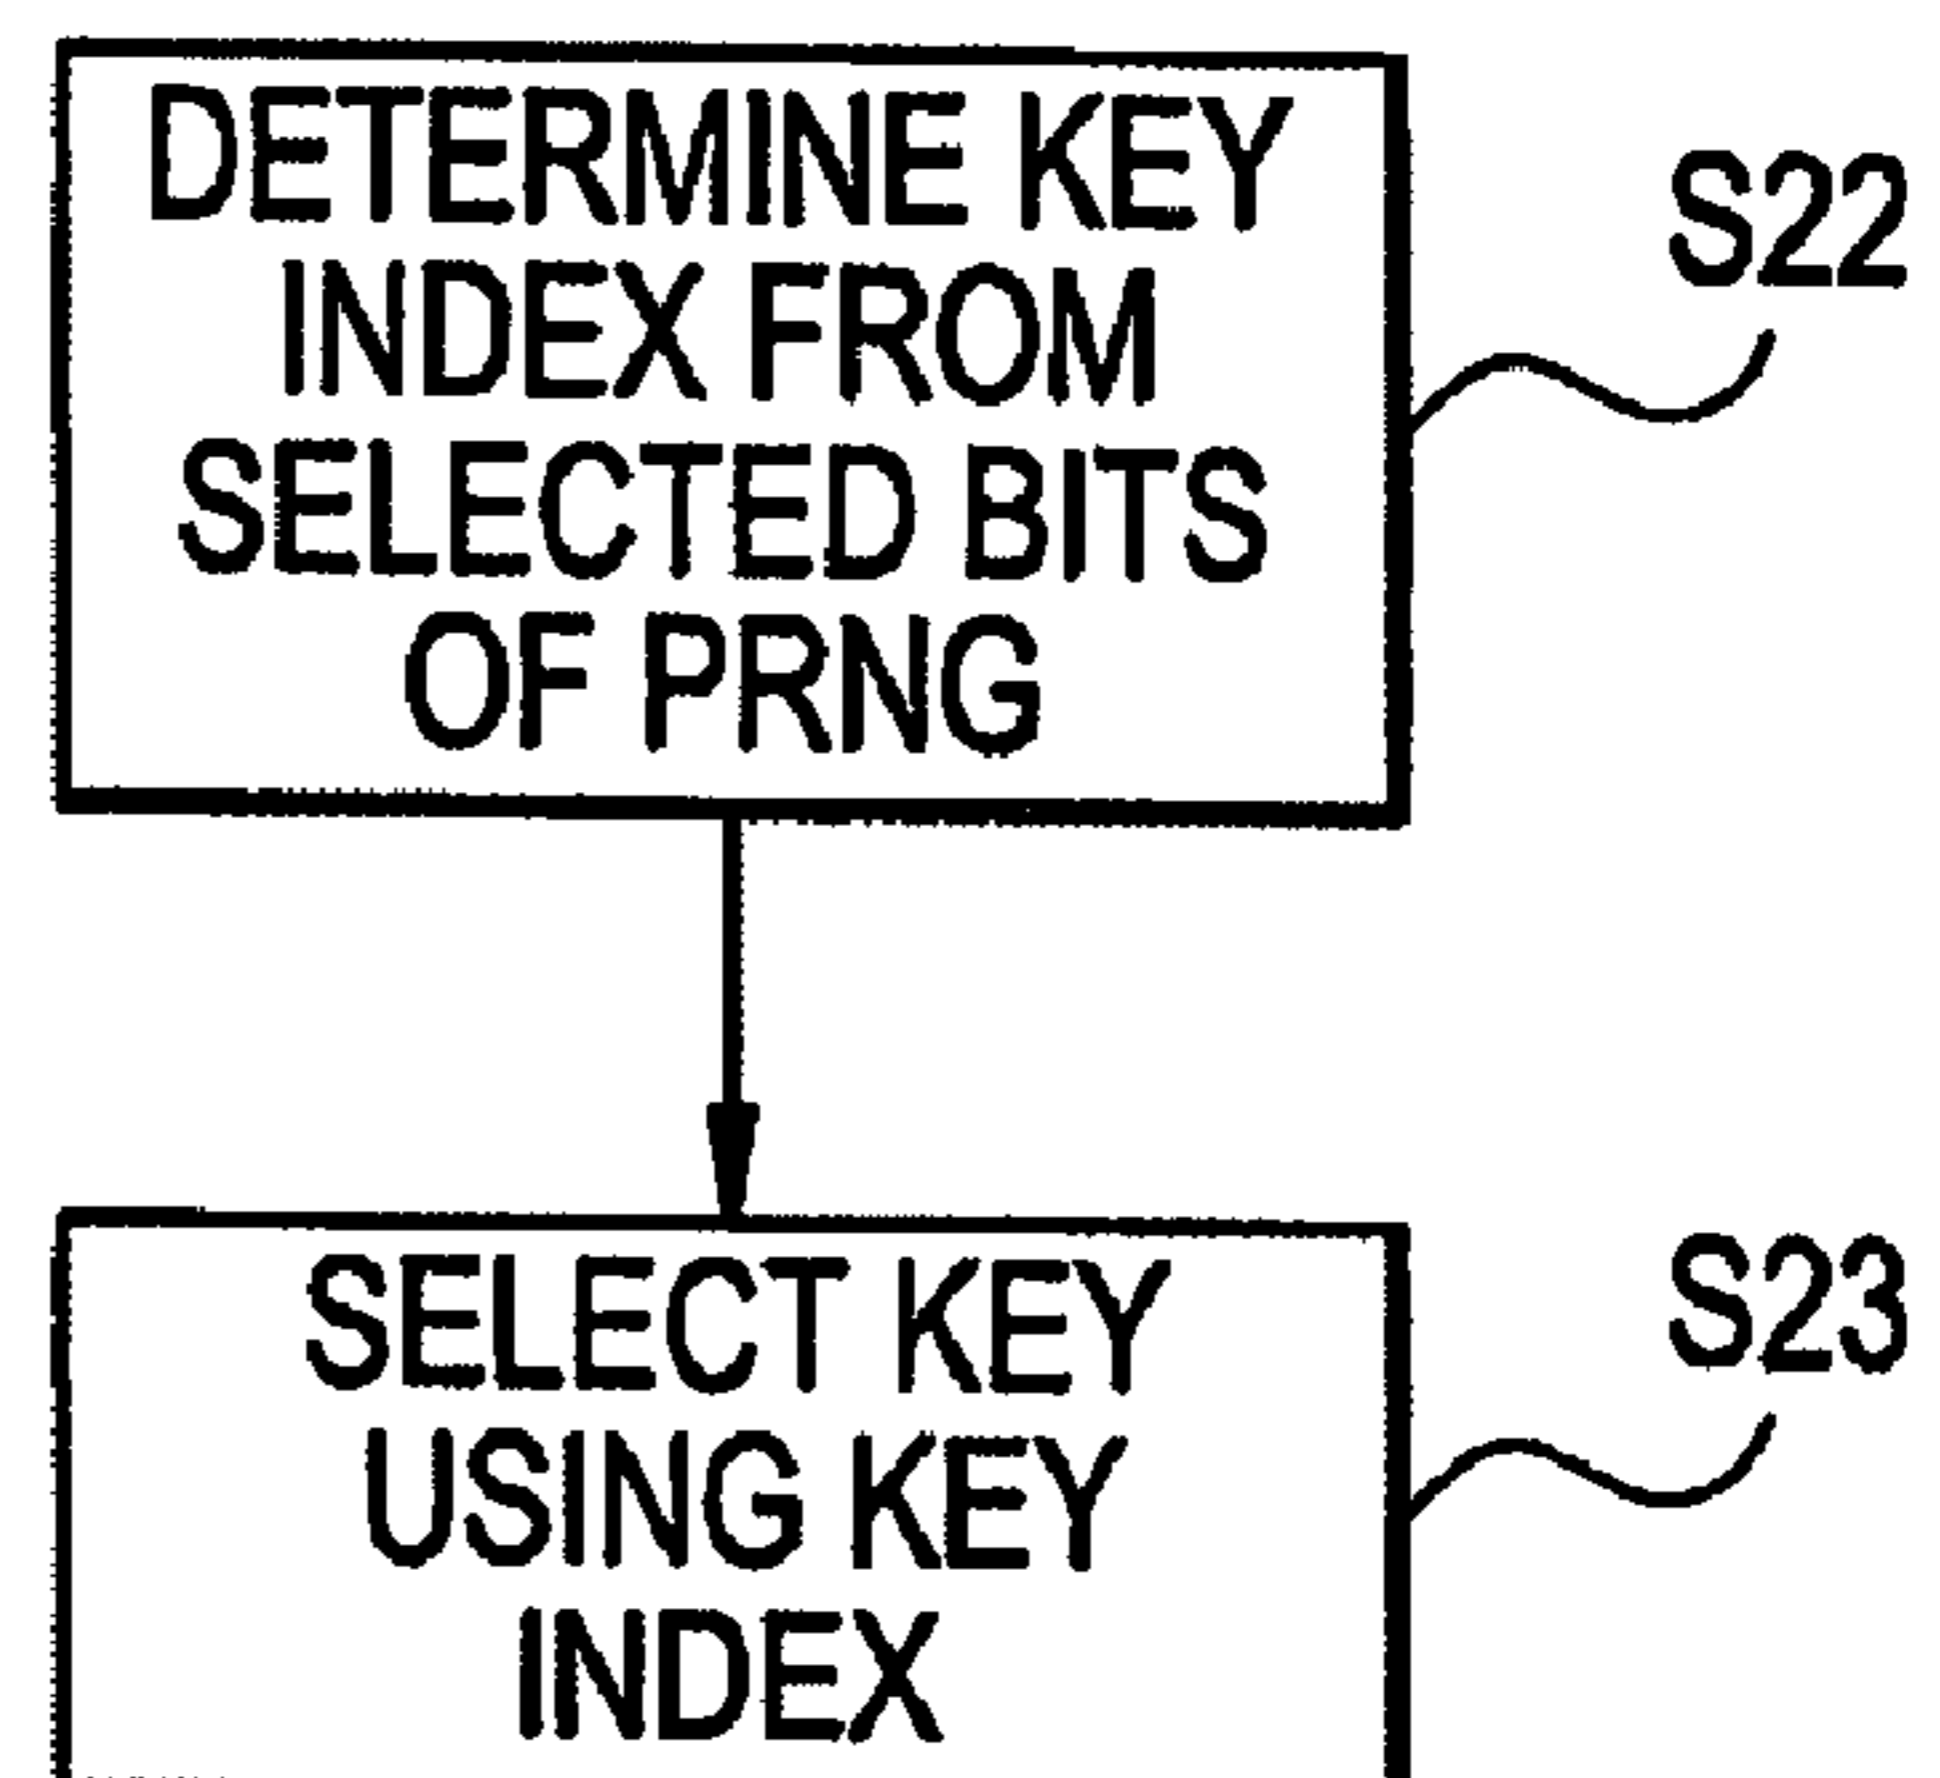 DETERMINE KEY
INDEX FROM
SELECTED BITS
OF PRNG
S22
SELECT KEY
USING KEY
INDEX
S23